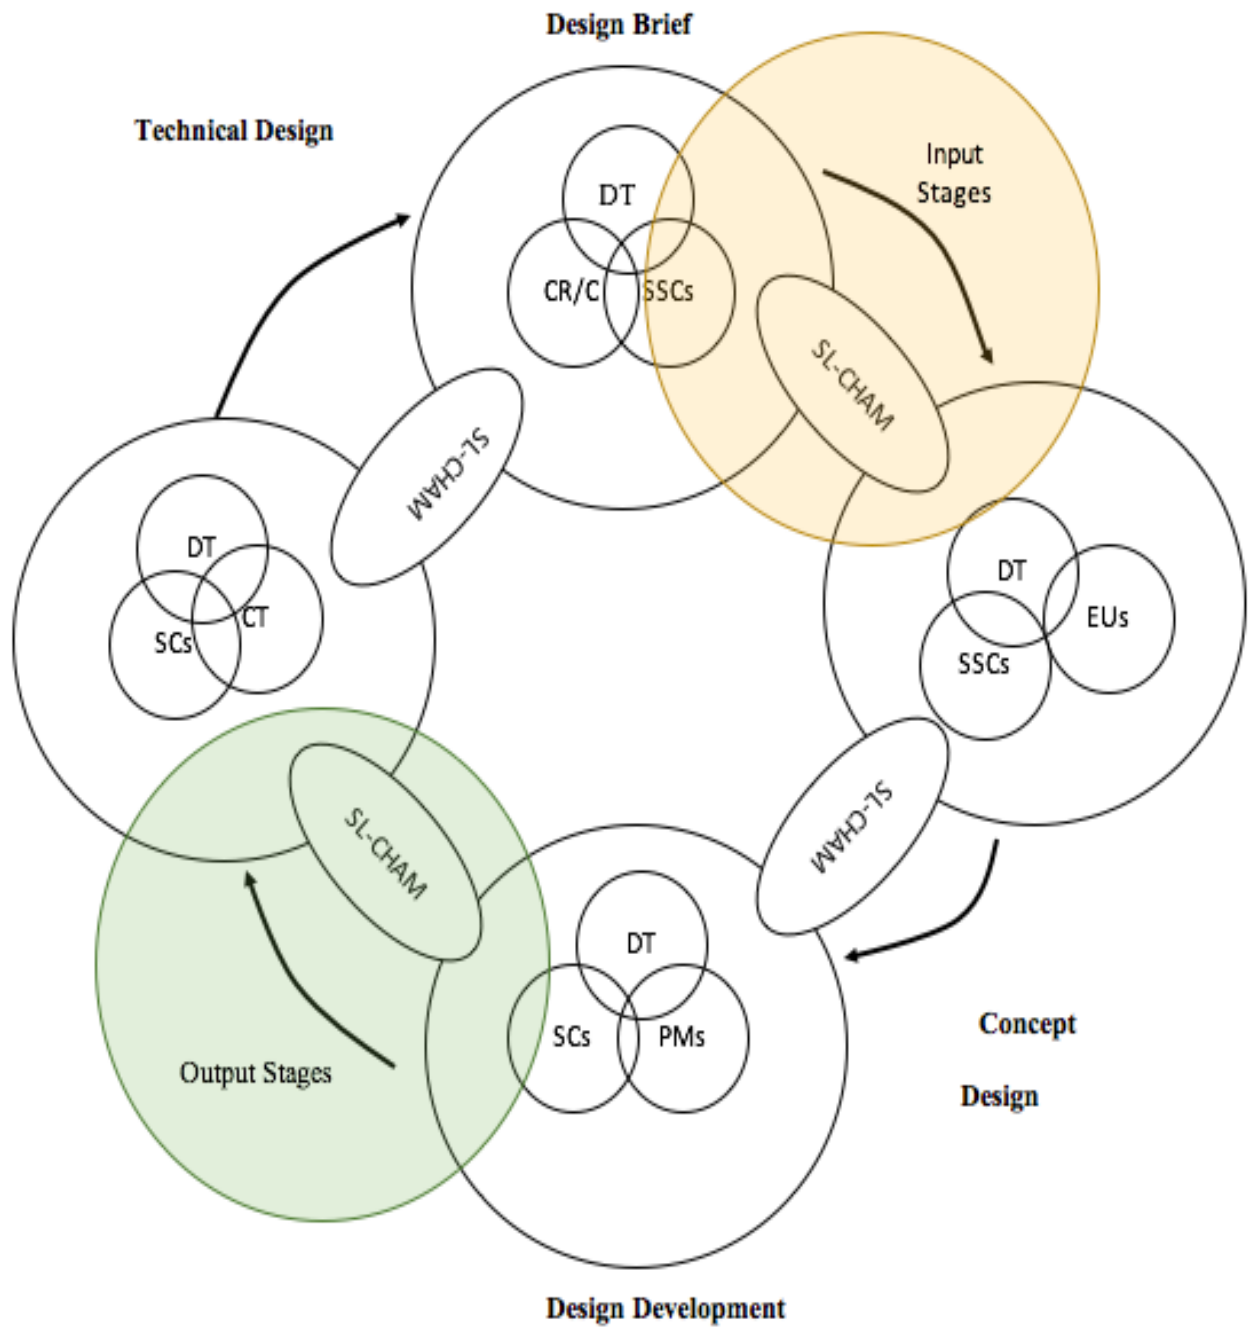 Design Brief
Technical Design
Input
Stages
DT
CR/C
SSCs
SL-CHAM
SL-CHAM
DT
SCs
CT
DT
EUs
SSCs
SL-CHAM
SL-CHAM
DT
SCs
PMs
Output Stages
Concept
Design
Design Development